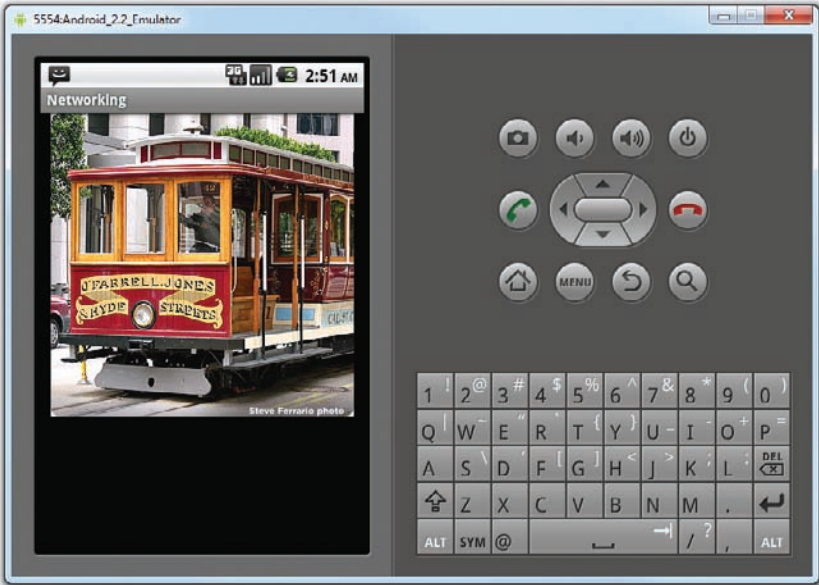 5554:Android_2.2_Emulator
3G 2:51 AM
Networking
O'FARRELL.JONES
& HYDE STREETS
Steve Ferrario photo
MENU
1 ! 2 @ 3 # 4 $ 5 % 6 ^ 7 & 8 * 9 ( 0 )
Q | W ~ E " R ` T { Y } U _ I - O + P =
A S \ D ' F [ G ] H < J > K ; L : DEL
Z X C V B N M .
ALT SYM @ / ? , ALT